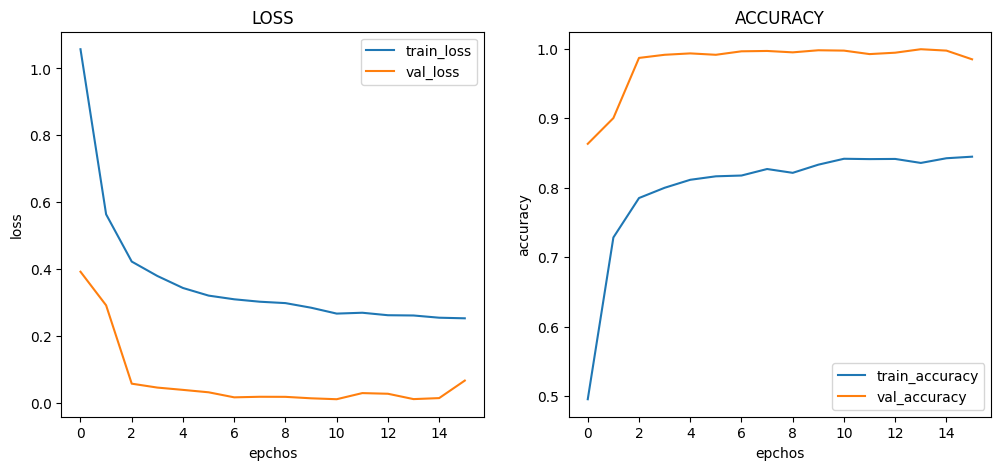 LOSS
train_loss
val_loss
1.0
0.8
0.6
0.4
0.2
0.0
loss
0 2 4 6 8 10 12 14
epchos
ACCURACY
1.0
0.9
0.8
0.7
0.6
0.5
accuracy
train_accuracy
val_accuracy
0 2 4 6 8 10 12 14
epchos